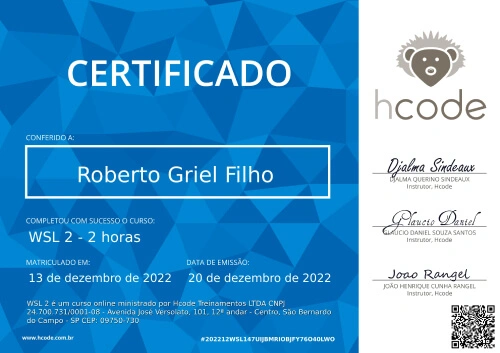 CERTIFICADO
hcode
CONFERIDO A:
Roberto Griel Filho
COMPLETOU COM SUCESSO O CURSO:
WSL 2 - 2 horas
MATRICULADO EM:
DATA DE EMISSÃO:
13 de dezembro de 2022
20 de dezembro de 2022
WSL 2 é um curso online ministrado por Hcode Treinamentos LTDA CNPJ
24.700.731/0001-08 - Avenida José Versolato, 101, 12º andar - Centro, São Bernardo
do Campo - SP CEP: 09750-730
www.hcode.com.br
#202212WSL147UIJBMRIOBJFY76O40LWO
Djalma Sindeaux
DJALMA QUERINO SINDEAUX
Instrutor, Hcode
Glaucio Daniel
GLAUCIO DANIEL SOUZA SANTOS
Instrutor, Hcode
Joao Rangel
JOÃO HENRIQUE CUNHA RANGEL
Instrutor, Hcode